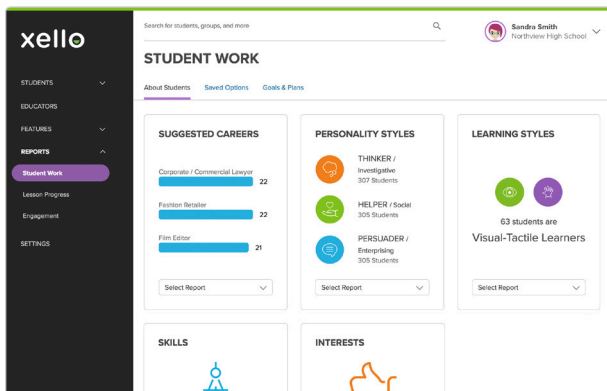 xello
Search for students, groups, and more
Sandra Smith
Northview High School
STUDENTS
EDUCATORS
FEATURES
REPORTS
Student Work
Lesson Progress
Engagement
SETTINGS
STUDENT WORK
About Students Saved Options Goals & Plans
SUGGESTED CAREERS
Corporate / Commercial Lawyer
22
Fashion Retailer
22
Film Editor
21
Select Report
PERSONALITY STYLES
THINKER /
Investigative
307 Students
HELPER / Social
305 Students
PERSUADER /
Enterprising
305 Students
Select Report
LEARNING STYLES
63 students are
Visual-Tactile Learners
Select Report
SKILLS
INTERESTS